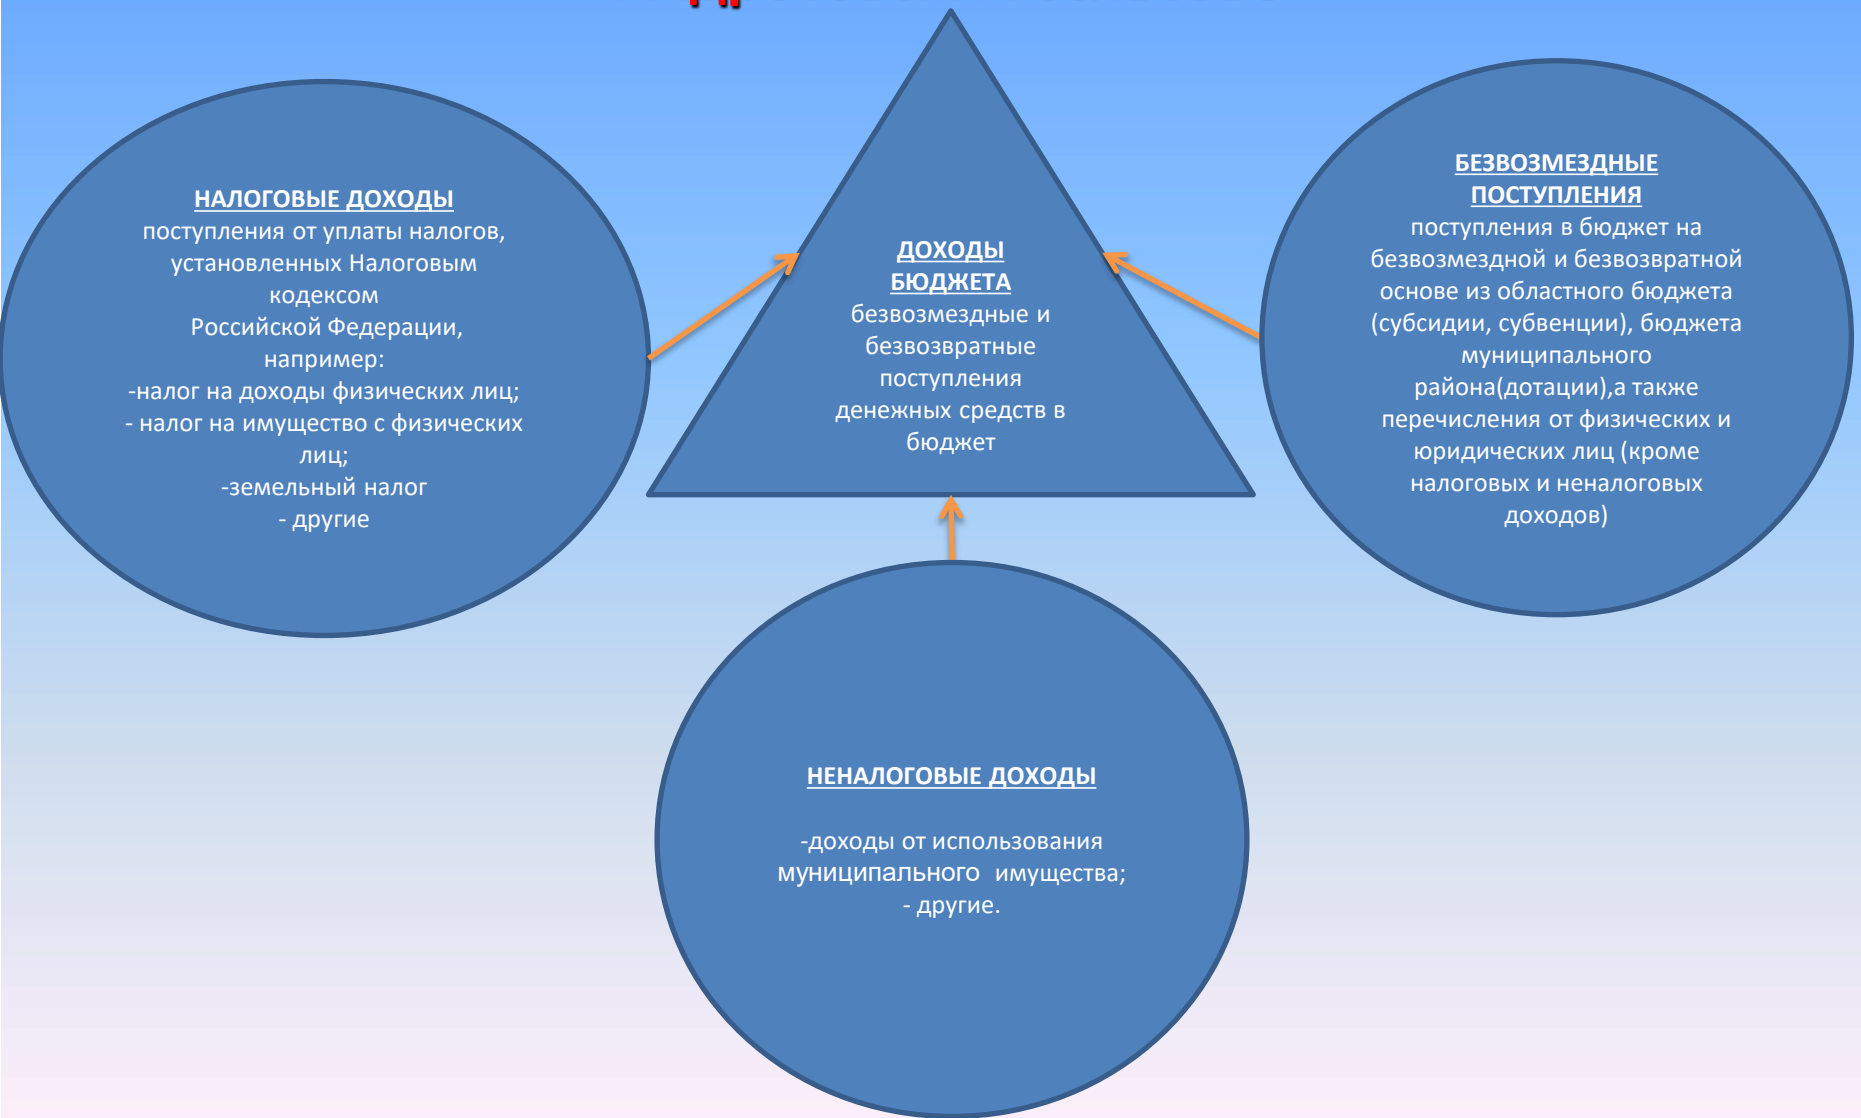 НАЛОГОВЫЕ ДОХОДЫ
поступления от уплаты налогов,
установленных Налоговым
кодексом
Российской Федерации,
например:
-налог на доходы физических лиц;
- налог на имущество с физических
лиц;
-земельный налог
- другие
ДОХОДЫ
БЮДЖЕТА
безвозмездные и
безвозвратные
поступления
денежных средств в
бюджет
БЕЗВОЗМЕЗДНЫЕ
ПОСТУПЛЕНИЯ
поступления в бюджет на
безвозмездной и безвозвратной
основе из областного бюджета
(субсидии, субвенции), бюджета
муниципального
района(дотации),а также
перечисления от физических и
юридических лиц (кроме
налоговых и неналоговых
доходов)
НЕНАЛОГОВЫЕ ДОХОДЫ
-доходы от использования
муниципального имущества;
- другие.